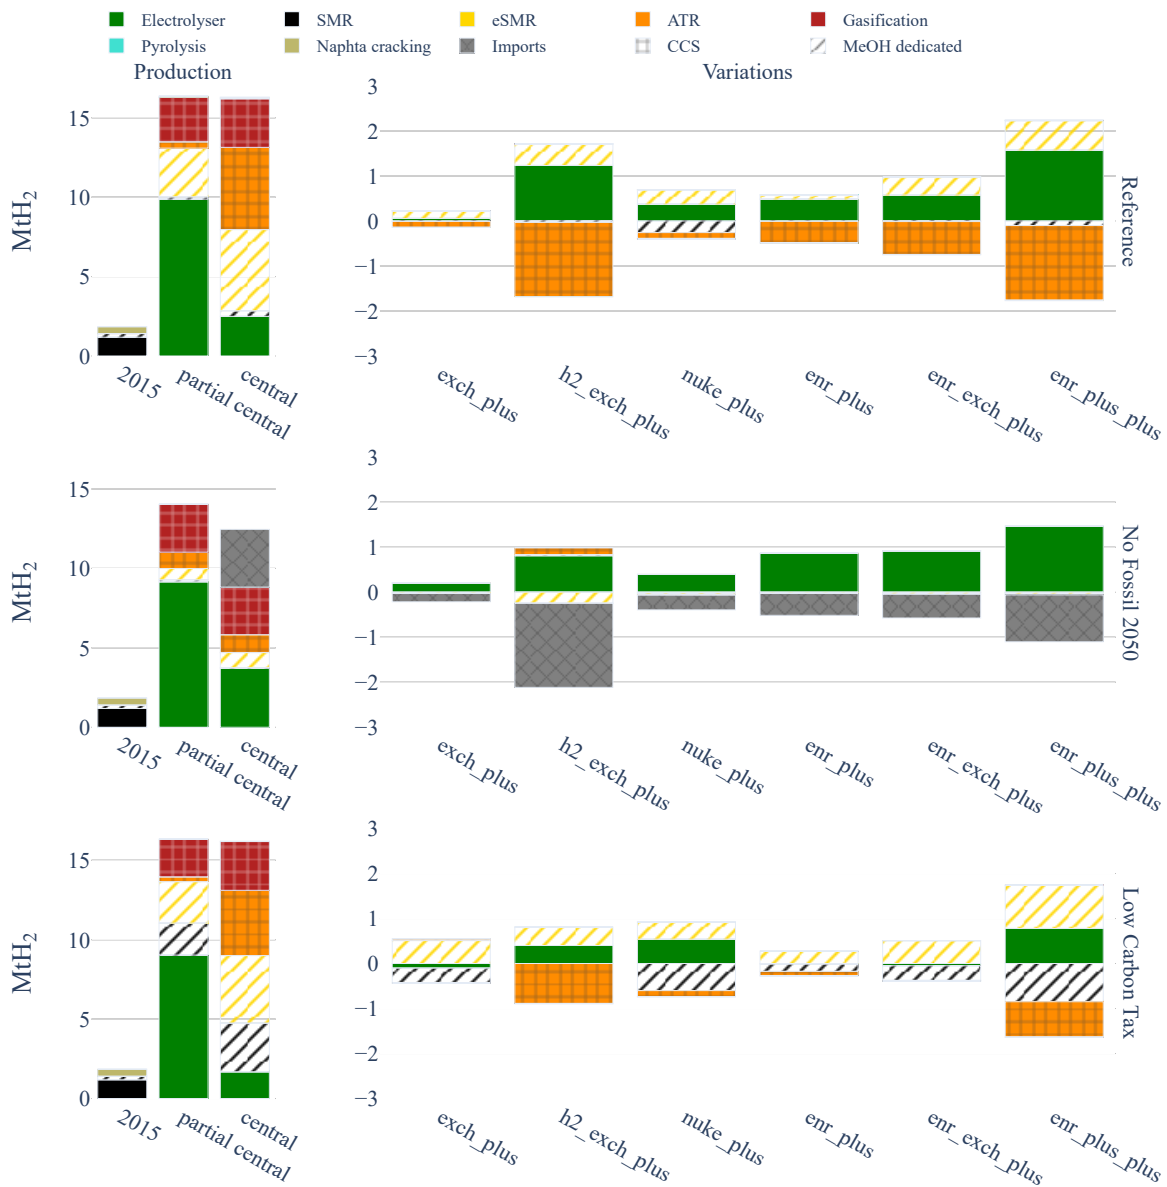 Electrolyser SMR eSMR ATR Gasification
Pyrolysis Naphta cracking Imports CCS MeOH dedicated
Production Variations
MtH2
15
10
5
0
2015 partial central central
3
2
1
0
−1
−2
−3
exch_plus h2_exch_plus nuke_plus enr_plus enr_exch_plus enr_plus_plus
Reference
MtH2
15
10
5
0
2015 partial central central
3
2
1
0
−1
−2
−3
exch_plus h2_exch_plus nuke_plus enr_plus enr_exch_plus enr_plus_plus
No Fossil 2050
MtH2
15
10
5
0
2015 partial central central
3
2
1
0
−1
−2
−3
exch_plus h2_exch_plus nuke_plus enr_plus enr_exch_plus enr_plus_plus
Low Carbon Tax